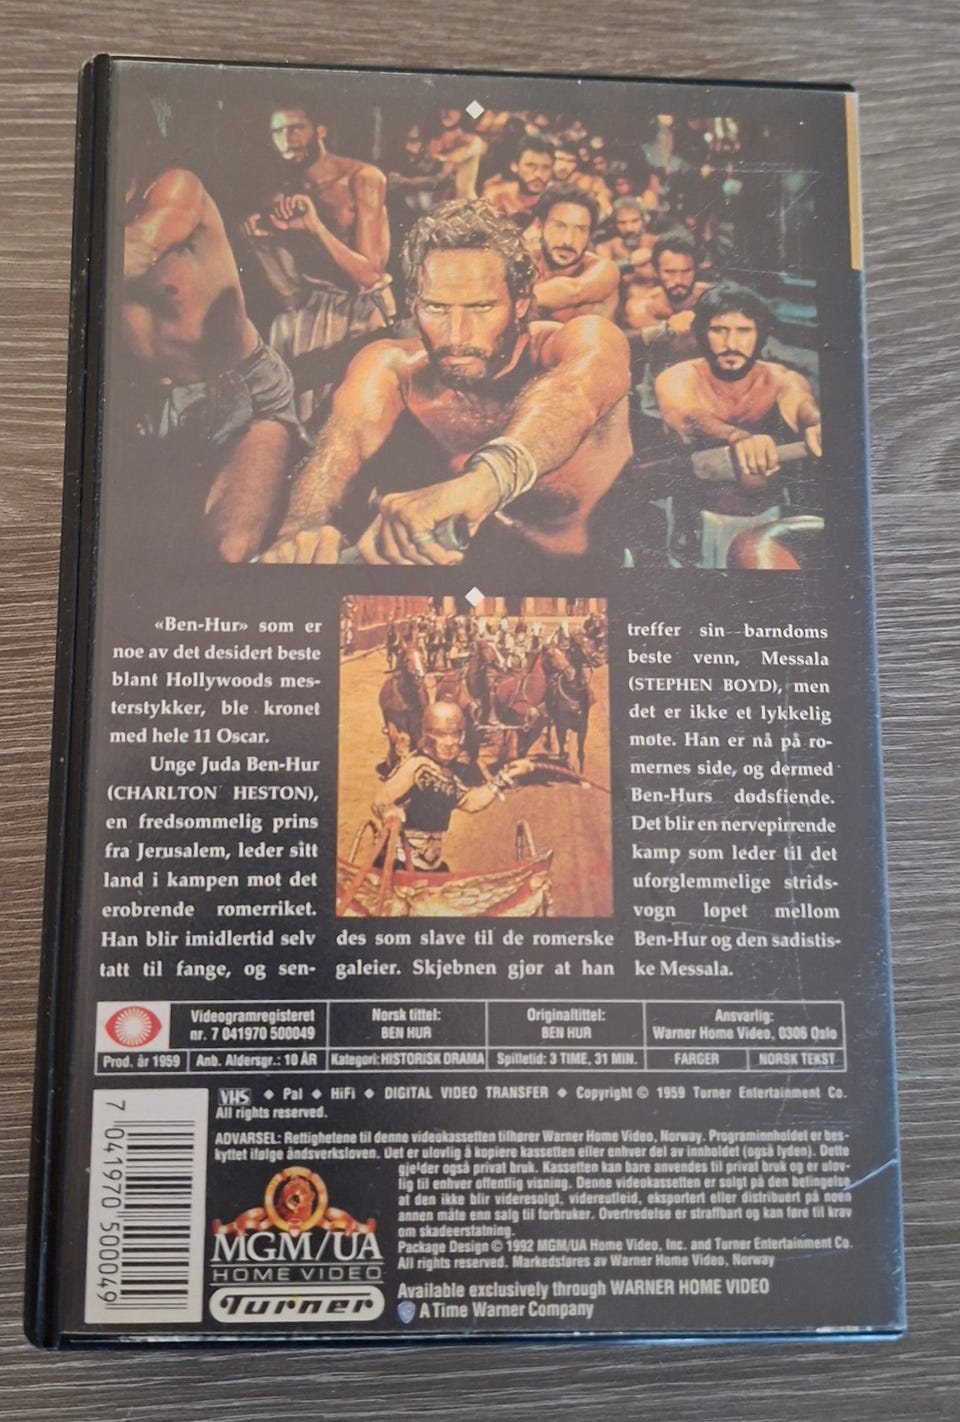 «Ben-Hur» som er
noe av det desidert beste
blant Hollywoods mes-
terstykker, ble kronet
med hele 11 Oscar.
Unge Juda Ben-Hur
(CHARLTON HESTON),
en fredsommelig prins
fra Jerusalem, leder sitt
land i kampen mot det
erobrende romerriket.
Han blir imidlertid selv
tatt til fange, og sen-
des som slave til de romerske
galeier. Skjebnen gjør at han
treffer sin barndoms
beste venn, Messala
(STEPHEN BOYD), men
det er ikke et lykkelig
møte. Han er nå på ro-
mernes side, og dermed
Ben-Hurs dødsfiende.
Det blir en nervepirrende
kamp som leder til det
uforglemmelige strids-
vogn løpet mellom
Ben-Hur og den sadistis-
ke Messala.
Videogramregisteret
nr. 7 041970 500049
Norsk tittel:
BEN HUR
Originaltittel:
BEN HUR
Ansvarlig:
Warner Home Video, 0306 Oslo
Prod. år 1959
Anb. Aldersgr.: 10 ÅR
Kategori: HISTORISK DRAMA
Spilletid: 3 TIME, 31 MIN.
FARGER
NORSK TEKST
VHS ◆ Pal ◆ HiFi ◆ DIGITAL VIDEO TRANSFER ◆ Copyright © 1959 Turner Entertainment Co.
All rights reserved.
ADVARSEL: Rettighetene til denne videokassetten tilhører Warner Home Video, Norway. Programinnholdet er bes-
kyttet ifølge åndsverksloven. Det er ulovlig å kopiere kassetten eller enhver del av innholdet (også lyden). Dette
gjelder også privat bruk. Kassetten kan bare anvendes til privat bruk og er ulov-
lig til enhver offentlig visning. Denne videokassetten er solgt på den betingelse
at den ikke blir videresolgt, videreutleid, eksportert eller distribuert på noen
annen måte enn salg til forbruker. Overtredelse er straffbart og kan føre til krav
om skadeerstatning.
Package Design © 1992 MGM/UA Home Video, Inc. and Turner Entertainment Co.
All rights reserved. Markedsføres av Warner Home Video, Norway
Available exclusively through WARNER HOME VIDEO
A Time Warner Company
MGM/UA
HOME VIDEO
Turner
7 041970 500049